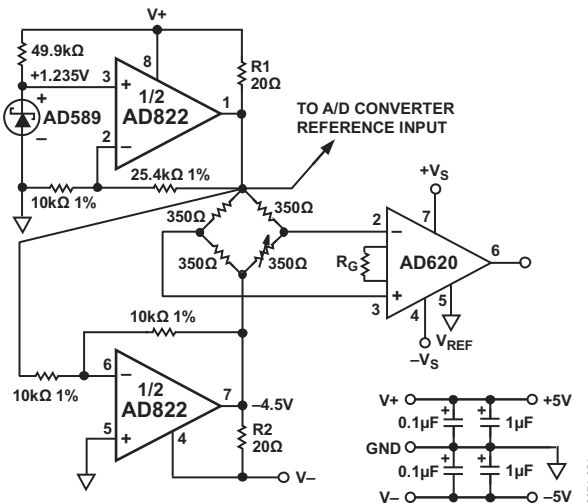 V+
49.9kΩ
+1.235V
8
R1
20Ω
3
+
1/2
AD822
1
+
AD589
–
2
–
TO A/D CONVERTER
REFERENCE INPUT
10kΩ 1%
25.4kΩ 1%
+VS
350Ω
350Ω
350Ω
350Ω
2
–
7
RG
AD620
6
3
+
4
5
VREF
–VS
10kΩ 1%
10kΩ 1%
6
–
1/2
AD822
7
–4.5V
5
+
4
R2
20Ω
V–
V+
+5V
0.1µF
+
+
1µF
GND
0.1µF
+
+
1µF
V–
–5V